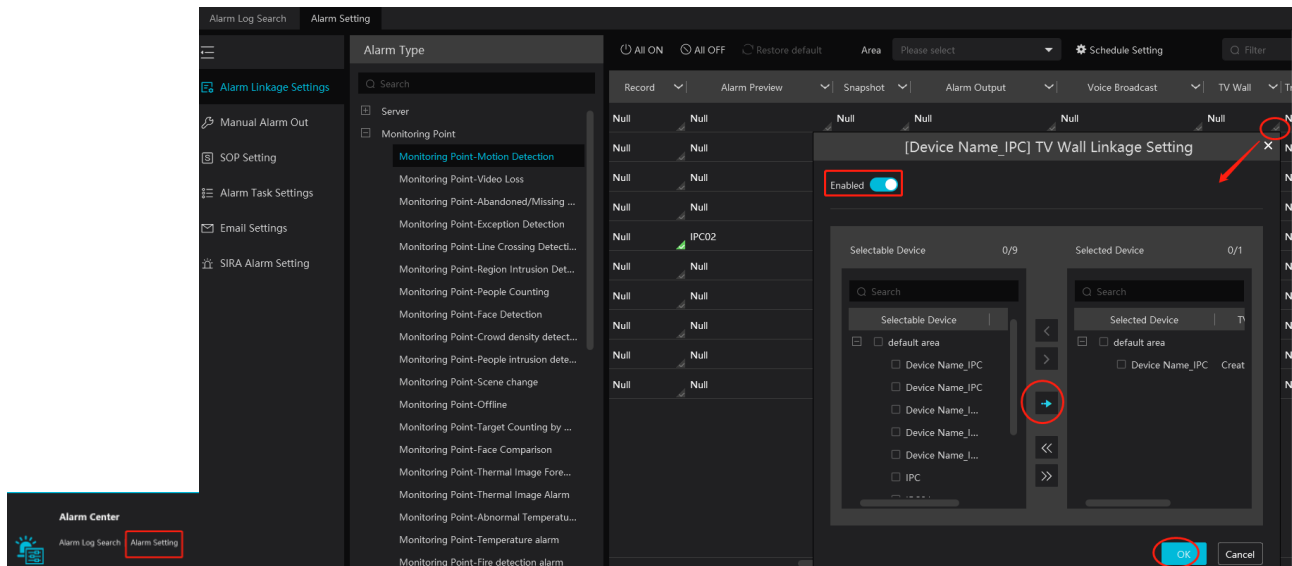 Alarm Log Search Alarm Setting
Alarm Linkage Settings
Manual Alarm Out
SOP Setting
Alarm Task Settings
Email Settings
SIRA Alarm Setting
Alarm Type
Search
Server
Monitoring Point
Monitoring Point-Motion Detection
Monitoring Point-Video Loss
Monitoring Point-Abandoned/Missing ...
Monitoring Point-Exception Detection
Monitoring Point-Line Crossing Detecti...
Monitoring Point-Region Intrusion Det...
Monitoring Point-People Counting
Monitoring Point-Face Detection
Monitoring Point-Crowd density detect...
Monitoring Point-People intrusion dete...
Monitoring Point-Scene change
Monitoring Point-Offline
Monitoring Point-Target Counting by ...
Monitoring Point-Face Comparison
Monitoring Point-Thermal Image Fore...
Monitoring Point-Thermal Image Alarm
Monitoring Point-Abnormal Temperatu...
Monitoring Point-Temperature alarm
Monitoring Point-Fire detection alarm
All ON All OFF Restore default Area Please select Schedule Setting Filter
Record Alarm Preview Snapshot Alarm Output Voice Broadcast TV Wall Tr
Null Null Null Null Null Null N
Null Null N
Null Null N
Null Null N
Null IPC02 N
Null Null N
Null Null N
Null Null N
Null Null N
Null Null N
[Device Name_IPC] TV Wall Linkage Setting
Enabled
Selectable Device 0/9
Search
Selectable Device
default area
Device Name_IPC
Device Name_IPC
Device Name_I...
Device Name_I...
Device Name_I...
IPC
Selected Device 0/1
Search
Selected Device TV
default area
Device Name_IPC Creat
OK Cancel
Alarm Center
Alarm Log Search Alarm Setting